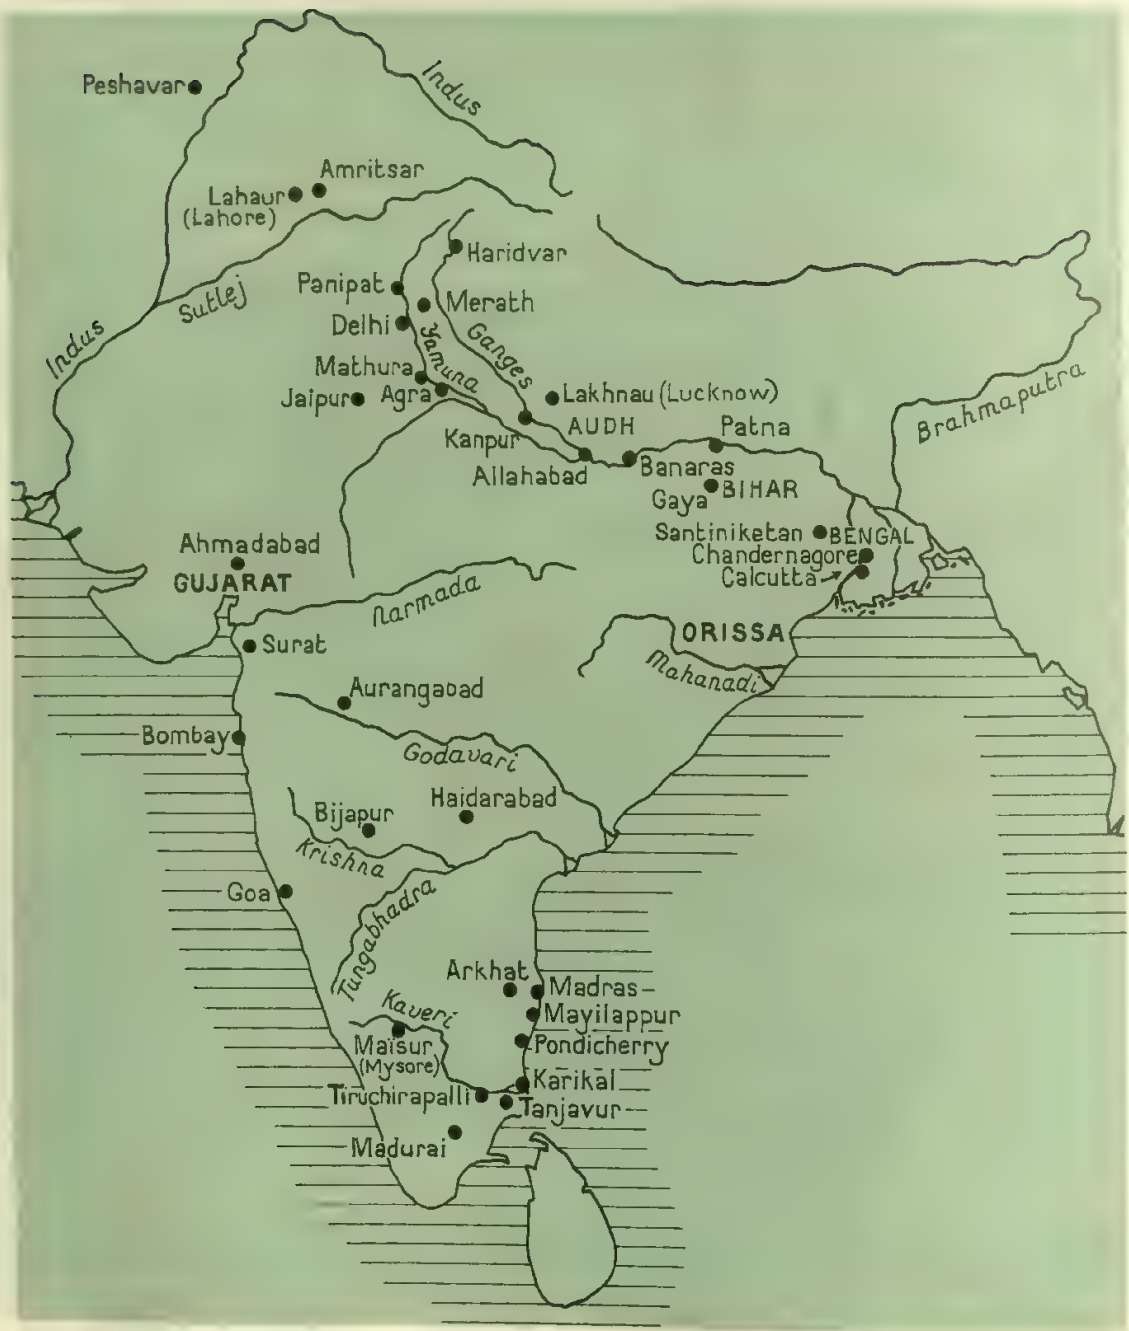 Indus
Peshavar
Amritsar
Lahaur
(Lahore)
Haridvar
Panipat
Sutlej
Merath
Delhi
Indus
Yamuna
Ganges
Mathura
Jaipur
Agra
Lakhnau (Lucknow)
Brahmaputra
AUDH
Patna
Kanpur
Allahabad
Banaras
Gaya
BIHAR
Santiniketan
BENGAL
Ahmadabad
Chandernagore
GUJARAT
Calcutta
Narmada
Surat
ORISSA
Mahanadi
Aurangabad
Bombay
Godavari
Haidarabad
Bijapur
Krishna
Goa
Tungabhadra
Arkhat
Madras
Kaveri
Mayilappur
Maisur
(Mysore)
Pondicherry
Karikal
Tiruchirapalli
Tanjavur
Madurai